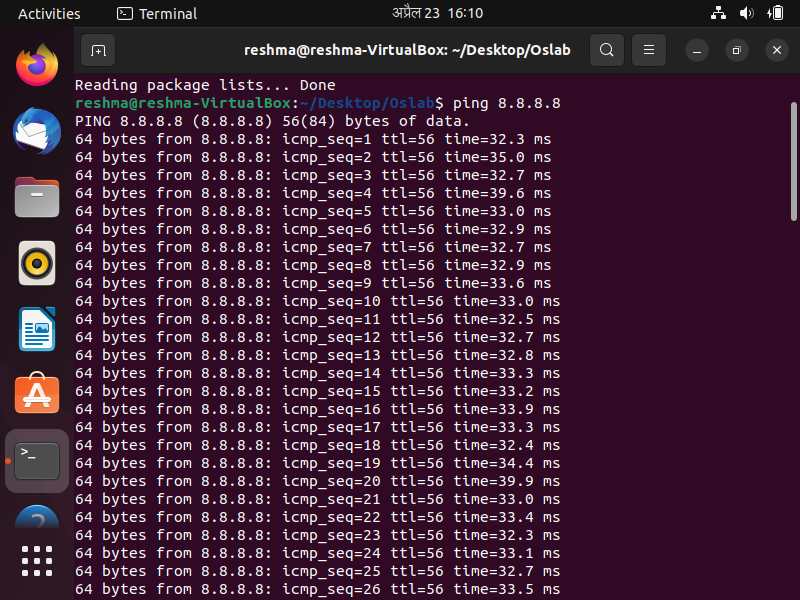 Activities Terminal अप्रैल 23 16:10
reshma@reshma-VirtualBox: ~/Desktop/Oslab
Reading package lists... Done
reshma@reshma-VirtualBox:~/Desktop/Oslab$ ping 8.8.8.8
PING 8.8.8.8 (8.8.8.8) 56(84) bytes of data.
64 bytes from 8.8.8.8: icmp_seq=1 ttl=56 time=32.3 ms
64 bytes from 8.8.8.8: icmp_seq=2 ttl=56 time=35.0 ms
64 bytes from 8.8.8.8: icmp_seq=3 ttl=56 time=32.7 ms
64 bytes from 8.8.8.8: icmp_seq=4 ttl=56 time=39.6 ms
64 bytes from 8.8.8.8: icmp_seq=5 ttl=56 time=33.0 ms
64 bytes from 8.8.8.8: icmp_seq=6 ttl=56 time=32.9 ms
64 bytes from 8.8.8.8: icmp_seq=7 ttl=56 time=32.7 ms
64 bytes from 8.8.8.8: icmp_seq=8 ttl=56 time=32.9 ms
64 bytes from 8.8.8.8: icmp_seq=9 ttl=56 time=33.6 ms
64 bytes from 8.8.8.8: icmp_seq=10 ttl=56 time=33.0 ms
64 bytes from 8.8.8.8: icmp_seq=11 ttl=56 time=32.5 ms
64 bytes from 8.8.8.8: icmp_seq=12 ttl=56 time=32.7 ms
64 bytes from 8.8.8.8: icmp_seq=13 ttl=56 time=32.8 ms
64 bytes from 8.8.8.8: icmp_seq=14 ttl=56 time=33.3 ms
64 bytes from 8.8.8.8: icmp_seq=15 ttl=56 time=33.2 ms
64 bytes from 8.8.8.8: icmp_seq=16 ttl=56 time=33.9 ms
64 bytes from 8.8.8.8: icmp_seq=17 ttl=56 time=33.3 ms
64 bytes from 8.8.8.8: icmp_seq=18 ttl=56 time=32.4 ms
64 bytes from 8.8.8.8: icmp_seq=19 ttl=56 time=34.4 ms
64 bytes from 8.8.8.8: icmp_seq=20 ttl=56 time=39.9 ms
64 bytes from 8.8.8.8: icmp_seq=21 ttl=56 time=33.0 ms
64 bytes from 8.8.8.8: icmp_seq=22 ttl=56 time=33.4 ms
64 bytes from 8.8.8.8: icmp_seq=23 ttl=56 time=32.3 ms
64 bytes from 8.8.8.8: icmp_seq=24 ttl=56 time=33.1 ms
64 bytes from 8.8.8.8: icmp_seq=25 ttl=56 time=32.7 ms
64 bytes from 8.8.8.8: icmp_seq=26 ttl=56 time=33.5 ms